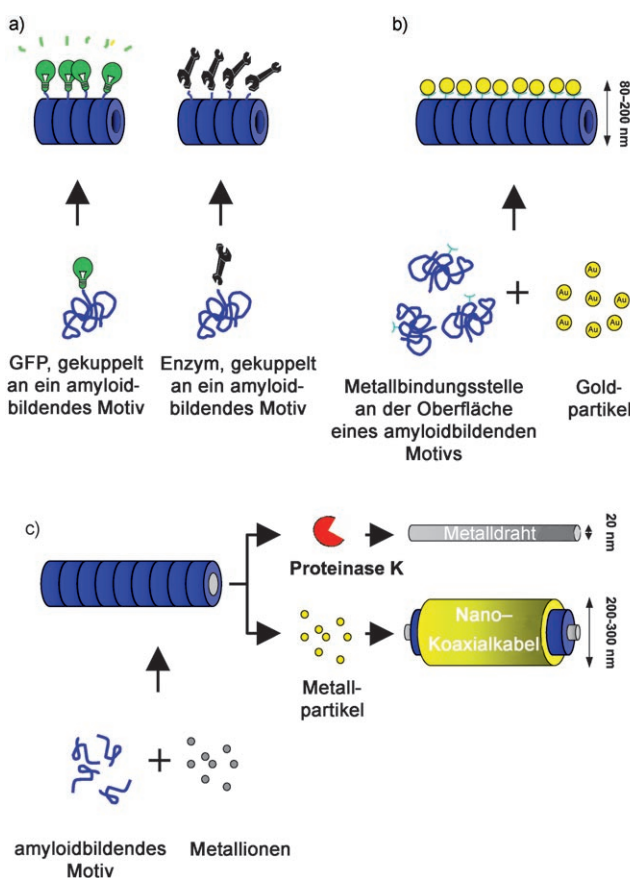 a)
GFP, gekuppelt
an ein amyloid-
bildendes Motiv
Enzym, gekuppelt
an ein amyloid-
bildendes Motiv
b)
80–200 nm
Au
Au
Au
Au
Au
Au
Au
Metallbindungsstelle
an der Oberfläche
eines amyloidbildenden
Motivs
Gold-
partikel
c)
Proteinase K
Metalldraht
20 nm
Metall-
partikel
Nano–
Koaxialkabel
200-300 nm
amyloidbildendes
Motiv
Metallionen